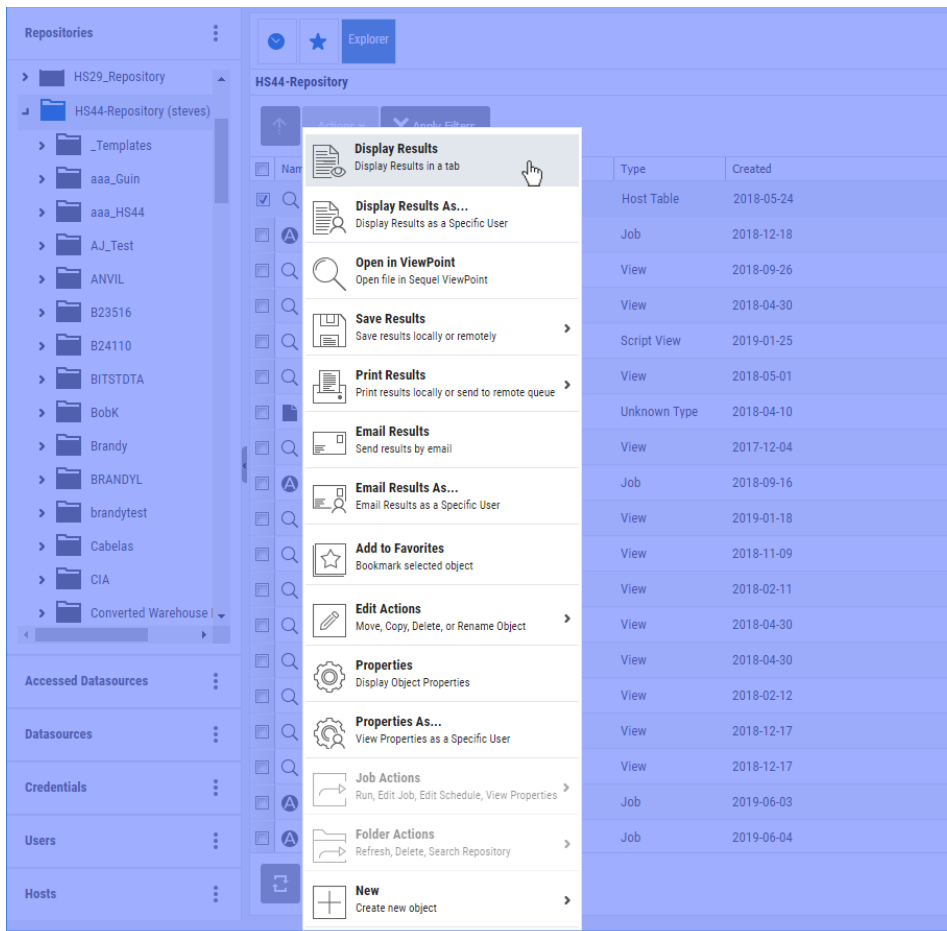 Repositories
Explorer
HS29_Repository
HS44-Repository
HS44-Repository (steves)
Actions
Apply Filters
_Templates
aaa_Guin
aaa_HS44
AJ_Test
ANVIL
B23516
B24110
BITSTDTA
BobK
Brandy
BRANDYL
brandytest
Cabelas
CIA
Converted Warehouse
Accessed Datasources
Datasources
Credentials
Users
Hosts
Display Results
Display Results in a tab
Display Results As...
Display Results as a Specific User
Open in ViewPoint
Open file in Sequel ViewPoint
Save Results
Save results locally or remotely
Print Results
Print results locally or send to remote queue
Email Results
Send results by email
Email Results As...
Email Results as a Specific User
Add to Favorites
Bookmark selected object
Edit Actions
Move, Copy, Delete, or Rename Object
Properties
Display Object Properties
Properties As...
View Properties as a Specific User
Job Actions
Run, Edit Job, Edit Schedule, View Properties
Folder Actions
Refresh, Delete, Search Repository
New
Create new object
Nam Type Created
Host Table 2018-05-24
A Job 2018-12-18
View 2018-09-26
View 2018-04-30
Script View 2019-01-25
View 2018-05-01
Unknown Type 2018-04-10
View 2017-12-04
A Job 2018-09-16
View 2019-01-18
View 2018-11-09
View 2018-02-11
View 2018-04-30
View 2018-04-30
View 2018-02-12
View 2018-12-17
View 2018-12-17
A Job 2019-06-03
A Job 2019-06-04